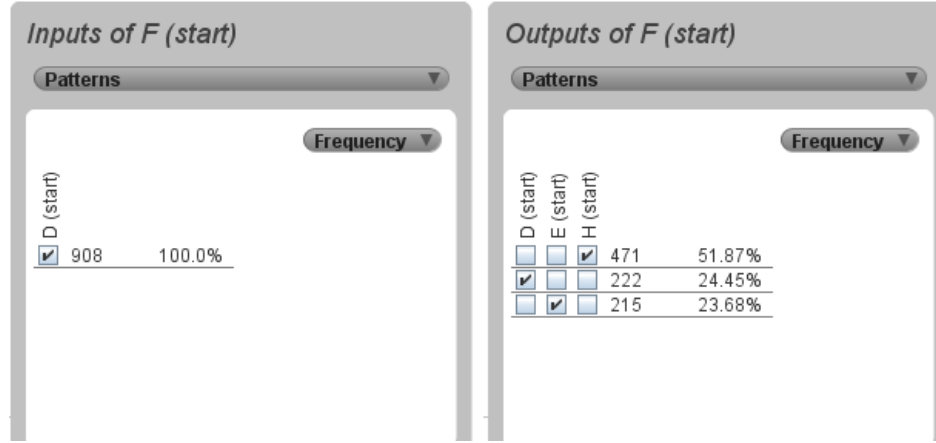 Inputs of F (start)
Patterns
Frequency
D (start)
908 100.0%
Outputs of F (start)
Patterns
Frequency
D (start)
E (start)
H (start)
471 51.87%
222 24.45%
215 23.68%